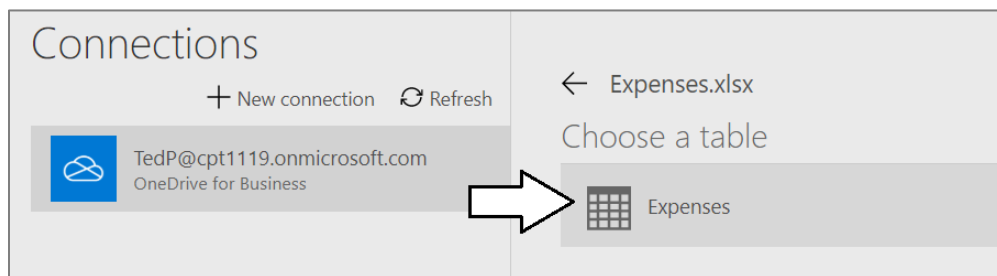 Connections
New connection Refresh
TedP@cpt1119.onmicrosoft.com
OneDrive for Business
Expenses.xlsx
Choose a table
Expenses